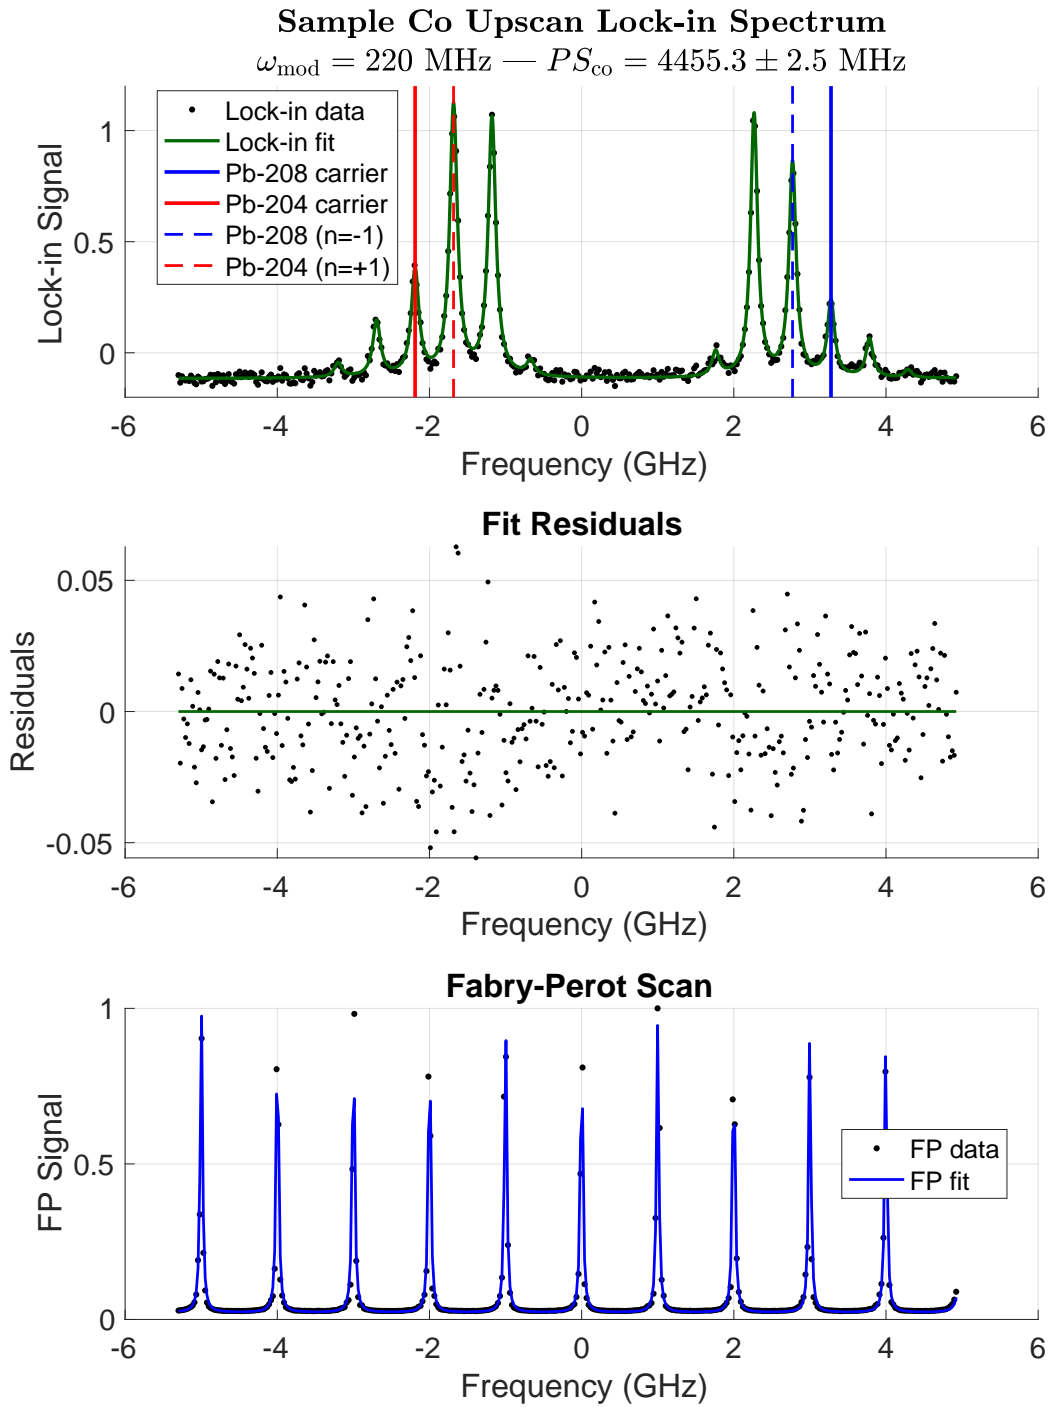 Sample Co Upscan Lock-in Spectrum
ω_mod = 220 MHz — PS_co = 4455.3 ± 2.5 MHz
Lock-in data
Lock-in fit
Pb-208 carrier
Pb-204 carrier
Pb-208 (n=-1)
Pb-204 (n=+1)
Lock-in Signal
1
0.5
0
-6 -4 -2 0 2 4 6
Frequency (GHz)
Fit Residuals
Residuals
0.05
0
-0.05
-6 -4 -2 0 2 4 6
Frequency (GHz)
Fabry-Perot Scan
FP Signal
1
0.5
0
FP data
FP fit
-6 -4 -2 0 2 4 6
Frequency (GHz)